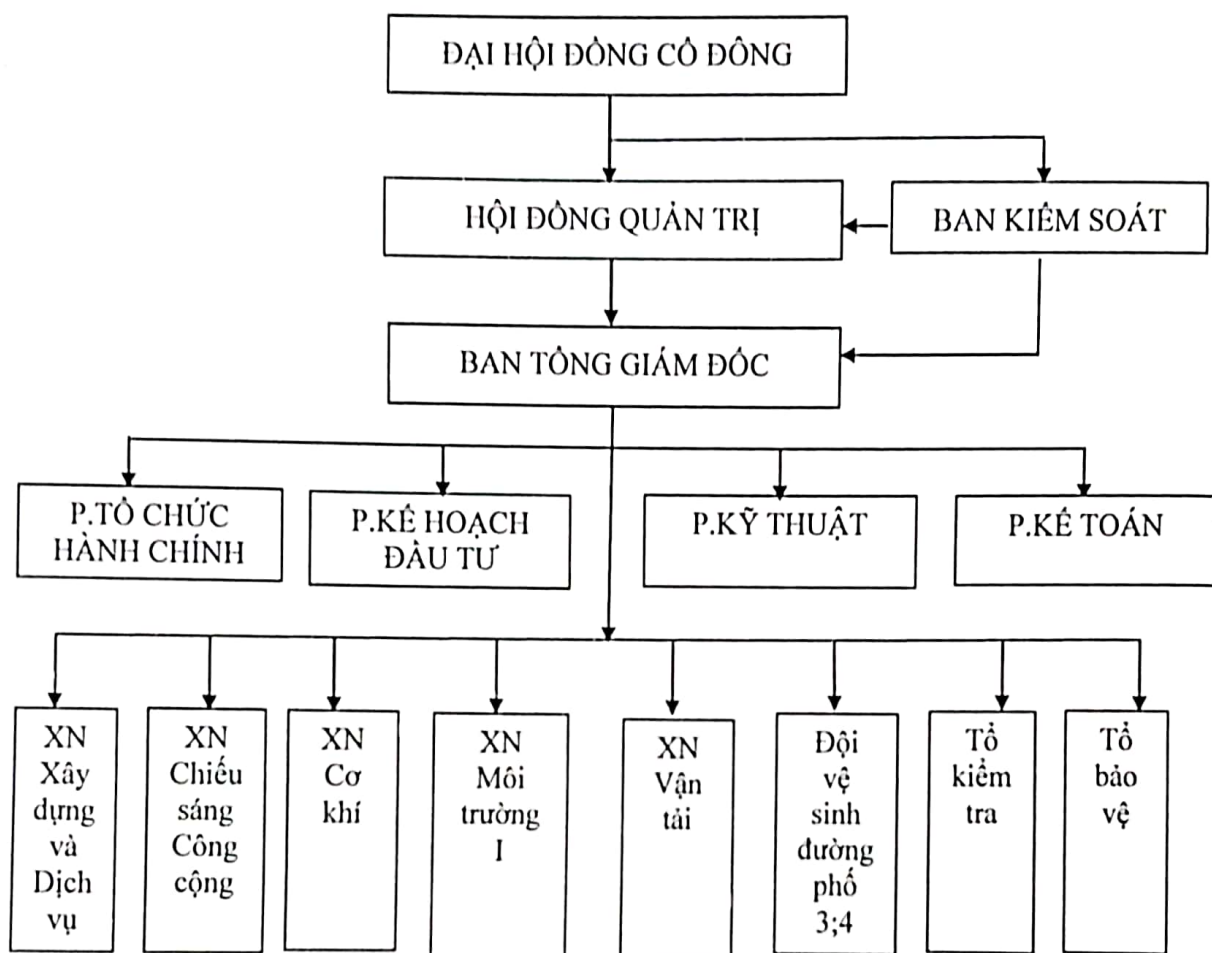 ĐẠI HỘI ĐỒNG CỔ ĐÔNG
HỘI ĐỒNG QUẢN TRỊ
BAN KIỂM SOÁT
BAN TỔNG GIÁM ĐỐC
P.TỔ CHỨC
HÀNH CHÍNH
P.KẾ HOẠCH
ĐẦU TƯ
P.KỸ THUẬT
P.KẾ TOÁN
XN
Xây
dựng
và
Dịch
vụ
XN
Chiếu
sáng
Công
cộng
XN
Cơ
khí
XN
Môi
trường
I
XN
Vận
tải
Đội
vệ
sinh
đường
phố
3;4
Tổ
kiểm
tra
Tổ
bảo
vệ